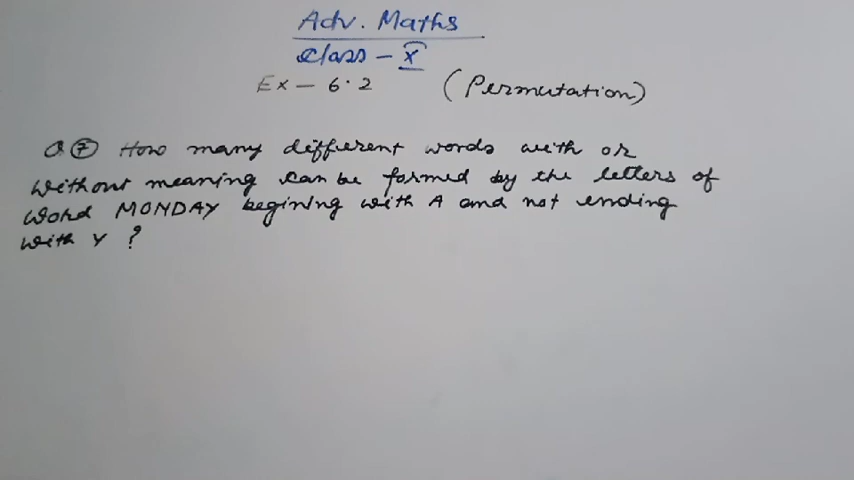 Adv. Maths
Class - X
Ex - 6.2 (Permutation)
Q ⑦ How many different words with or
without meaning can be formed by the letters of
word MONDAY begining with A and not ending
with Y ?